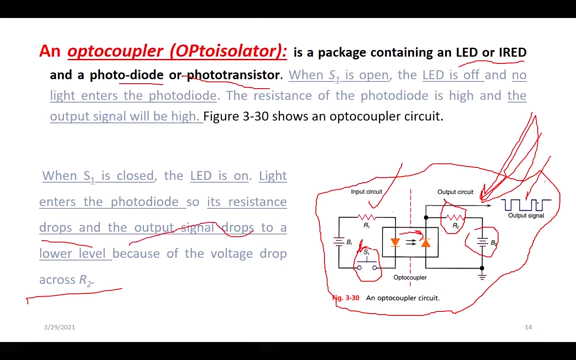 An optocoupler (OPtoisolator): is a package containing an LED or IRED
and a photo-diode or phototransistor. When S1 is open, the LED is off and no
light enters the photodiode. The resistance of the photodiode is high and the
output signal will be high. Figure 3-30 shows an optocoupler circuit.
When S1 is closed, the LED is on. Light
enters the photodiode so its resistance
drops and the output signal drops to a
lower level because of the voltage drop
across R2.
Input circuit
Output circuit
Output signal
R1
R2
B1
S1
B2
Optocoupler
Fig. 3-30 An optocoupler circuit.
3/29/2021
14